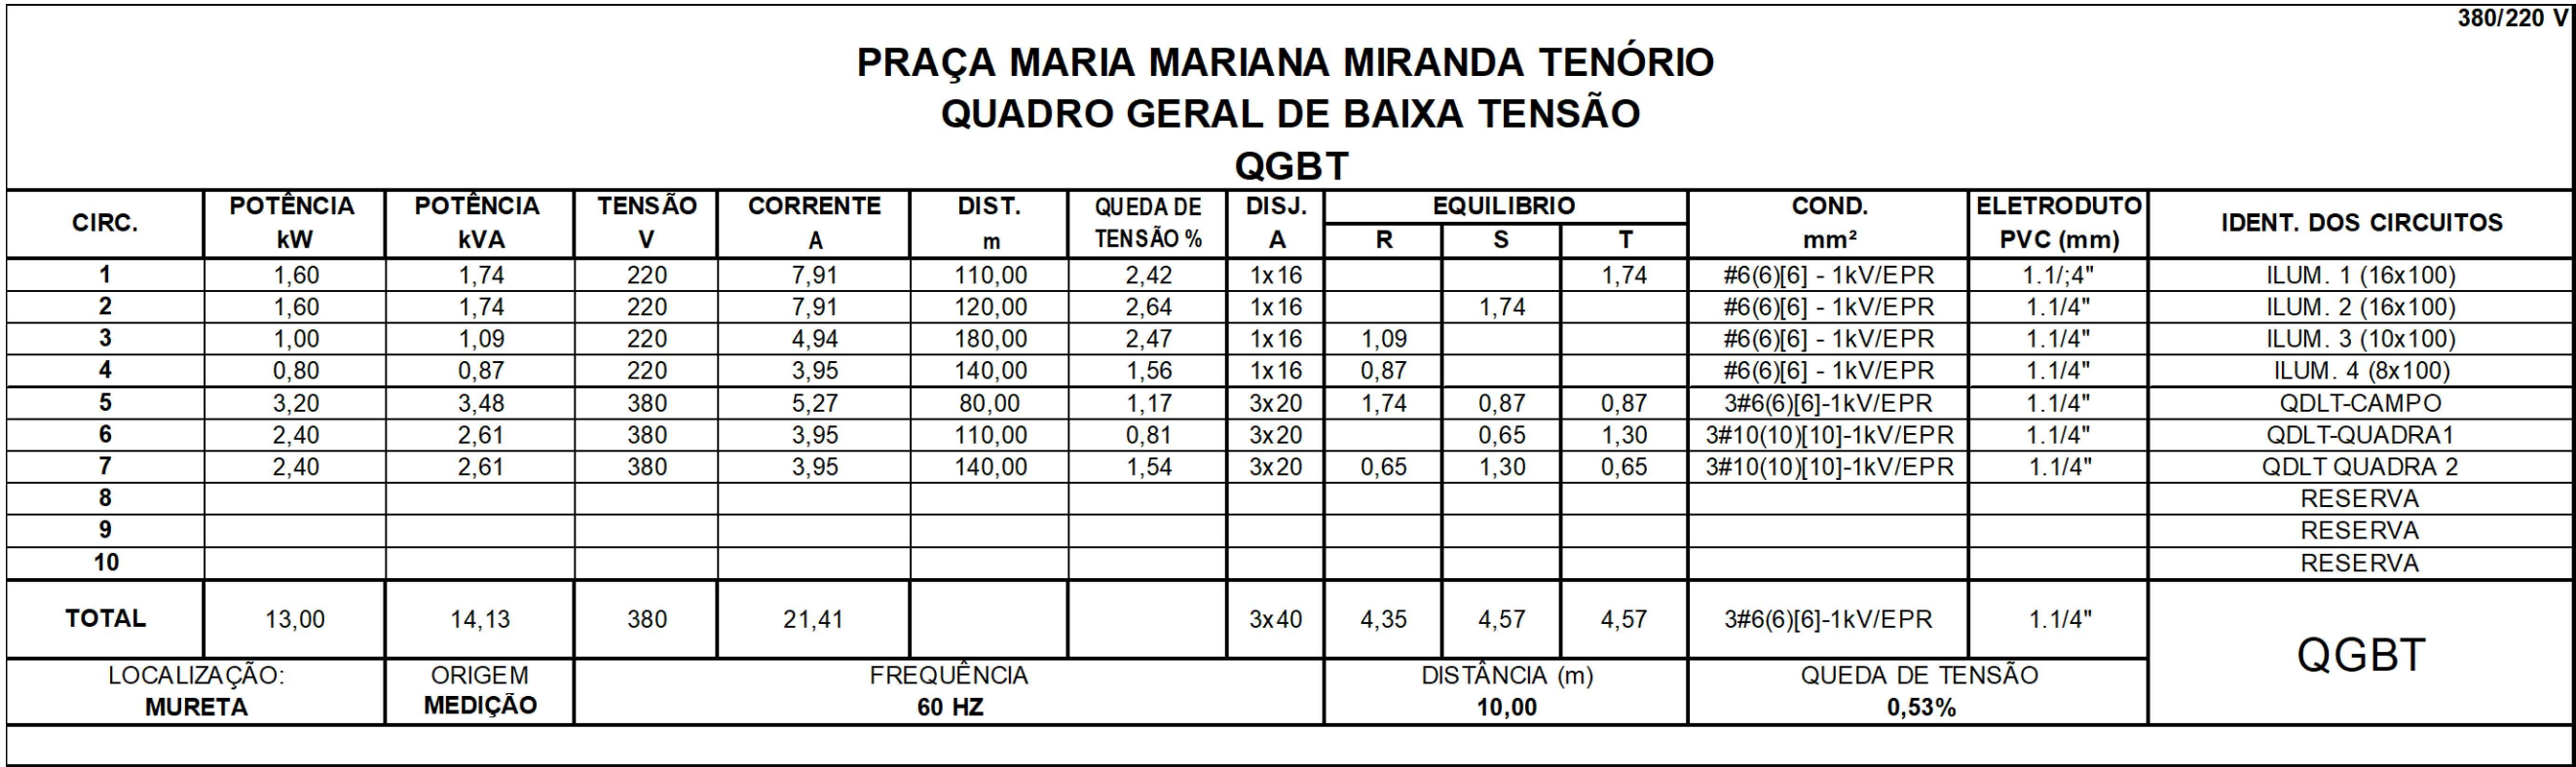 380/220 V
PRAÇA MARIA MARIANA MIRANDA TENÓRIO
QUADRO GERAL DE BAIXA TENSÃO
QGBT
CIRC. POTÊNCIA kW POTÊNCIA kVA TENSÃO V CORRENTE A DIST. m QUEDA DE TENSÃO % DISJ. A EQUILIBRIO R S T COND. mm² ELETRODUTO PVC (mm) IDENT. DOS CIRCUITOS
1 1,60 1,74 220 7,91 110,00 2,42 1x16 1,74 #6(6)[6] - 1kV/EPR 1.1/;4" ILUM. 1 (16x100)
2 1,60 1,74 220 7,91 120,00 2,64 1x16 1,74 #6(6)[6] - 1kV/EPR 1.1/4" ILUM. 2 (16x100)
3 1,00 1,09 220 4,94 180,00 2,47 1x16 1,09 #6(6)[6] - 1kV/EPR 1.1/4" ILUM. 3 (10x100)
4 0,80 0,87 220 3,95 140,00 1,56 1x16 0,87 #6(6)[6] - 1kV/EPR 1.1/4" ILUM. 4 (8x100)
5 3,20 3,48 380 5,27 80,00 1,17 3x20 1,74 0,87 0,87 3#6(6)[6]-1kV/EPR 1.1/4" QDLT-CAMPO
6 2,40 2,61 380 3,95 110,00 0,81 3x20 0,65 1,30 3#10(10)[10]-1kV/EPR 1.1/4" QDLT-QUADRA1
7 2,40 2,61 380 3,95 140,00 1,54 3x20 0,65 1,30 0,65 3#10(10)[10]-1kV/EPR 1.1/4" QDLT QUADRA 2
8 RESERVA
9 RESERVA
10 RESERVA
TOTAL 13,00 14,13 380 21,41 3x40 4,35 4,57 4,57 3#6(6)[6]-1kV/EPR 1.1/4" QGBT
LOCALIZAÇÃO: ORIGEM FREQUÊNCIA DISTÂNCIA (m) QUEDA DE TENSÃO
MURETA MEDIÇÃO 60 HZ 10,00 0,53%